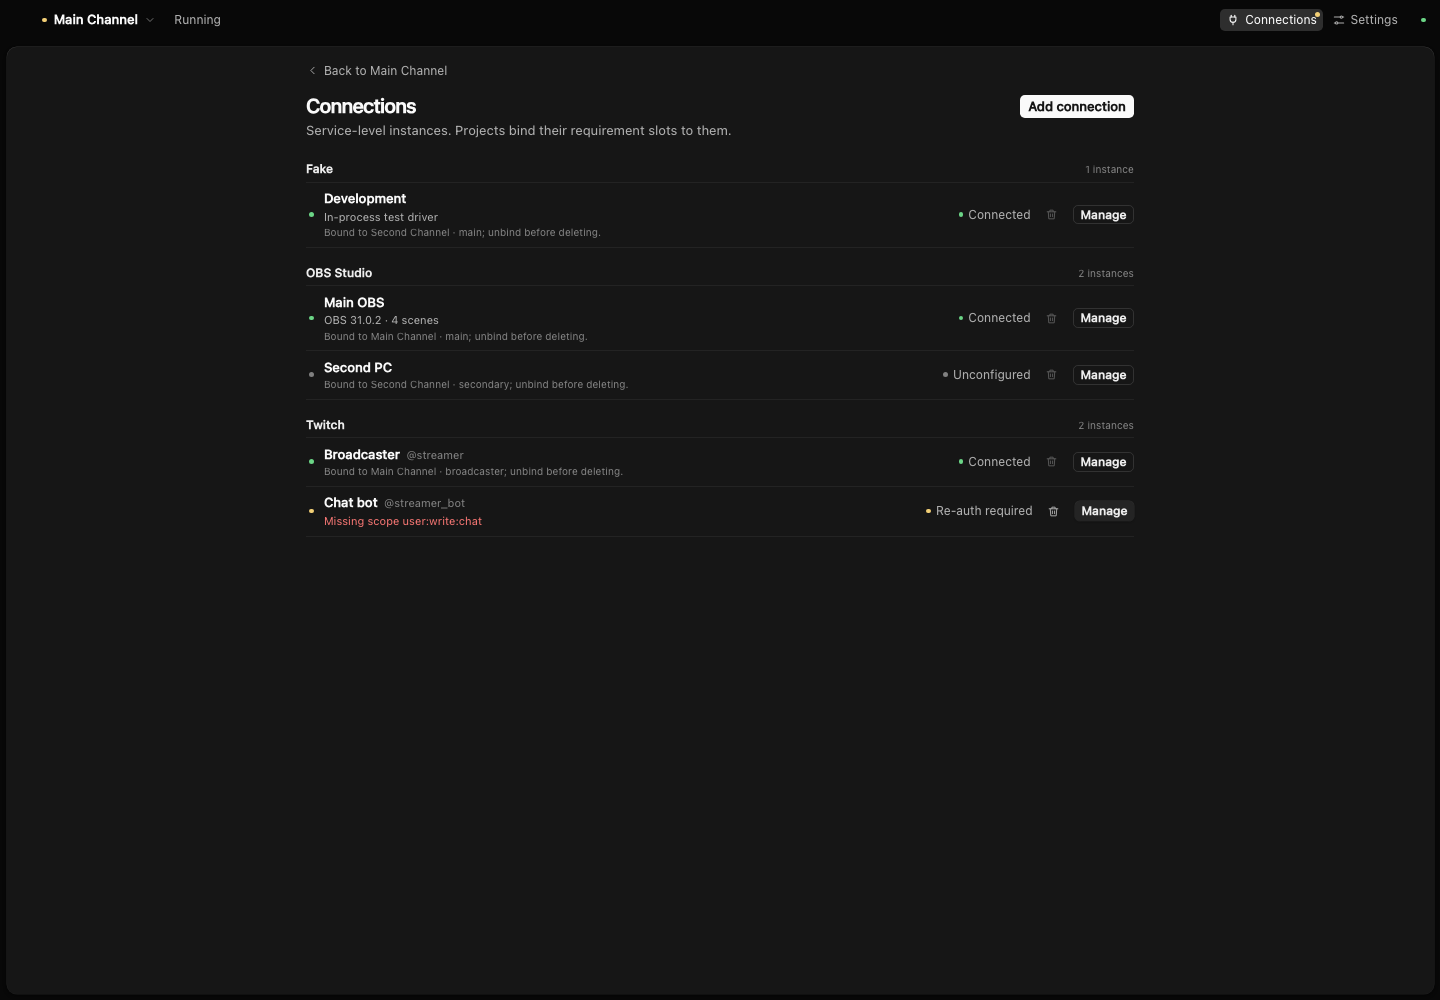 Main Channel Running Connections Settings
Back to Main Channel
Connections Add connection
Service-level instances. Projects bind their requirement slots to them.
Fake 1 instance
Development
In-process test driver Connected Manage
Bound to Second Channel · main; unbind before deleting.
OBS Studio 2 instances
Main OBS
OBS 31.0.2 · 4 scenes Connected Manage
Bound to Main Channel · main; unbind before deleting.
Second PC Unconfigured Manage
Bound to Second Channel · secondary; unbind before deleting.
Twitch 2 instances
Broadcaster @streamer Connected Manage
Bound to Main Channel · broadcaster; unbind before deleting.
Chat bot @streamer_bot Re-auth required Manage
Missing scope user:write:chat